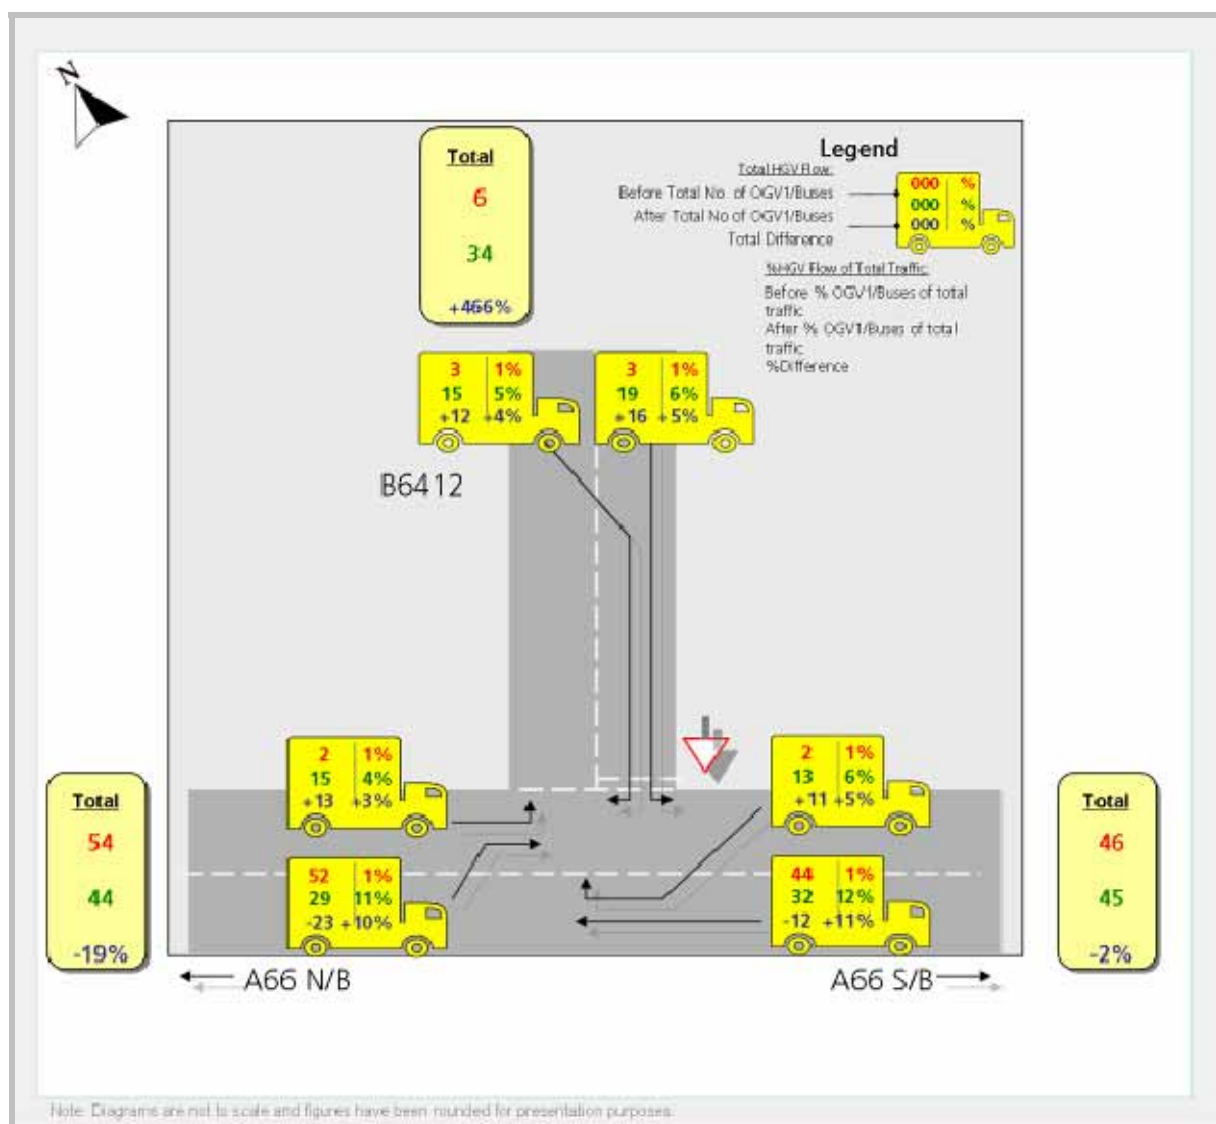 N
Total
6
34
+466%
Legend
Total HGV Flow:
Before Total No. of OGV1/Buses
After Total No of OGV1/Buses
Total Difference
000 %
000 %
000 %
%HGV Flow of Total Traffic:
Before % OGV1/Buses of total
traffic
After % OGV1/Buses of total
traffic
%Difference
3 1%
15 5%
+12 +4%
3 1%
19 6%
+16 +5%
B6412
2 1%
15 4%
+13 +3%
2 1%
13 6%
+11 +5%
Total
54
44
-19%
52 1%
29 11%
-23 +10%
44 1%
32 12%
-12 +11%
Total
46
45
-2%
A66 N/B
A66 S/B
Note: Diagrams are not to scale and figures have been rounded for presentation purposes.